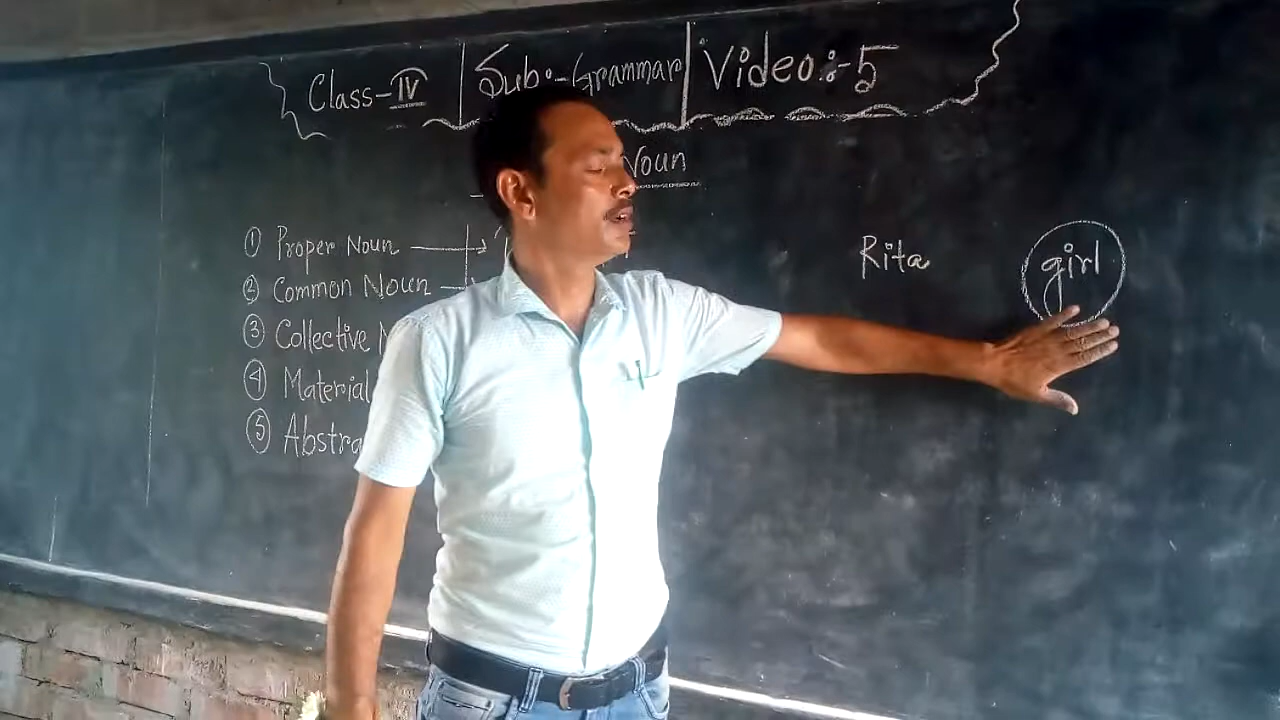 Class-IV | Sub:-Grammar | Video:-5
Noun
① Proper Noun
② Common Noun
③ Collective
④ Material
⑤
Rita
girl